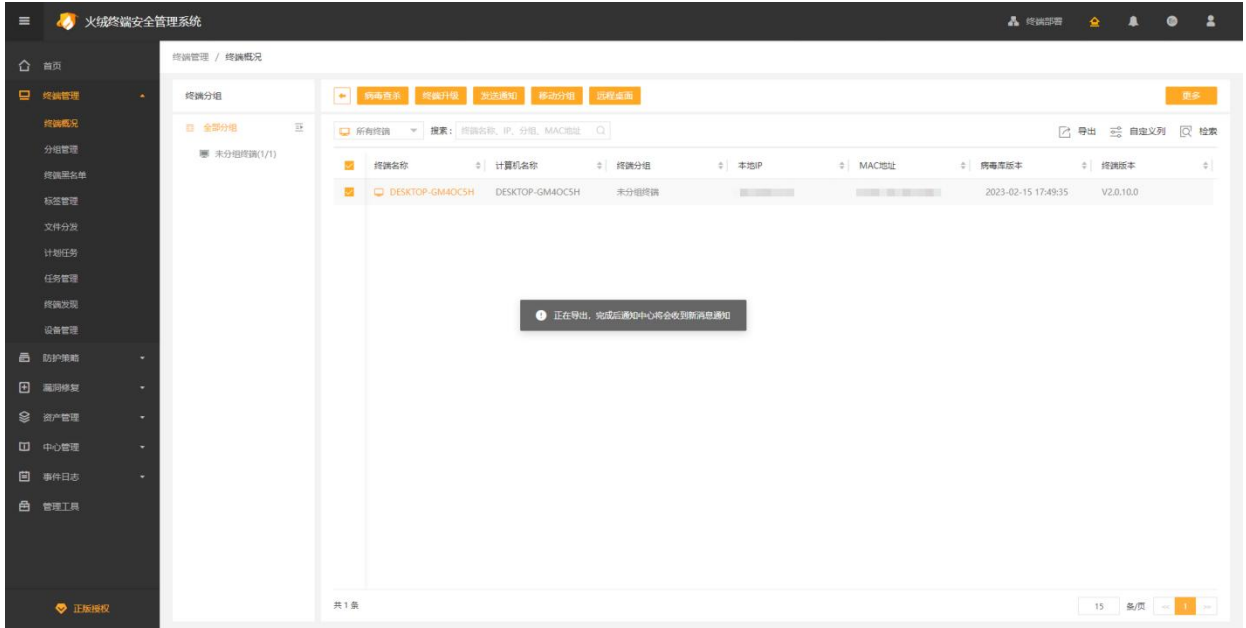 火绒终端安全管理系统
终端部署
首页
终端管理
终端概况
分组管理
终端黑名单
标签管理
文件分发
计划任务
任务管理
终端发现
设备管理
防护策略
漏洞修复
资产管理
中心管理
事件日志
管理工具
正版授权
终端管理 / 终端概况
终端分组
全部分组
未分组终端(1/1)
病毒查杀 终端升级 发送通知 移动分组 远程桌面 更多
所有终端 搜索: 终端名称、IP、分组、MAC地址 导出 自定义列 检索
终端名称 计算机名称 终端分组 本地IP MAC地址 病毒库版本 终端版本
DESKTOP-GM4OC5H DESKTOP-GM4OC5H 未分组终端 2023-02-15 17:49:35 V2.0.10.0
正在导出，完成后通知中心将会收到新消息通知
共 1 条 15 条/页 1